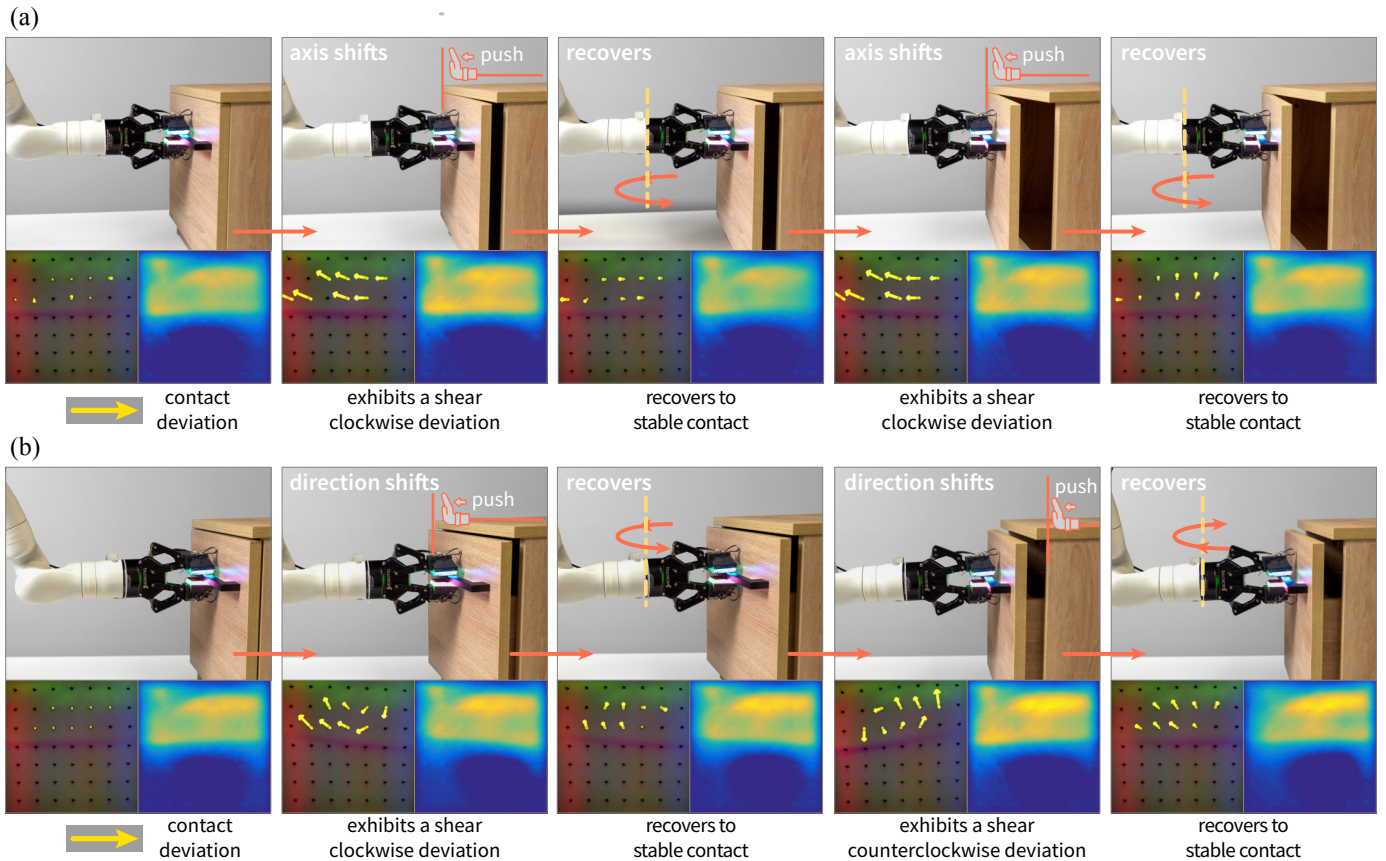 (a)
axis shifts
push
recovers
axis shifts
push
recovers
contact
deviation
exhibits a shear
clockwise deviation
recovers to
stable contact
exhibits a shear
clockwise deviation
recovers to
stable contact
(b)
direction shifts
push
recovers
direction shifts
push
recovers
contact
deviation
exhibits a shear
clockwise deviation
recovers to
stable contact
exhibits a shear
counterclockwise deviation
recovers to
stable contact